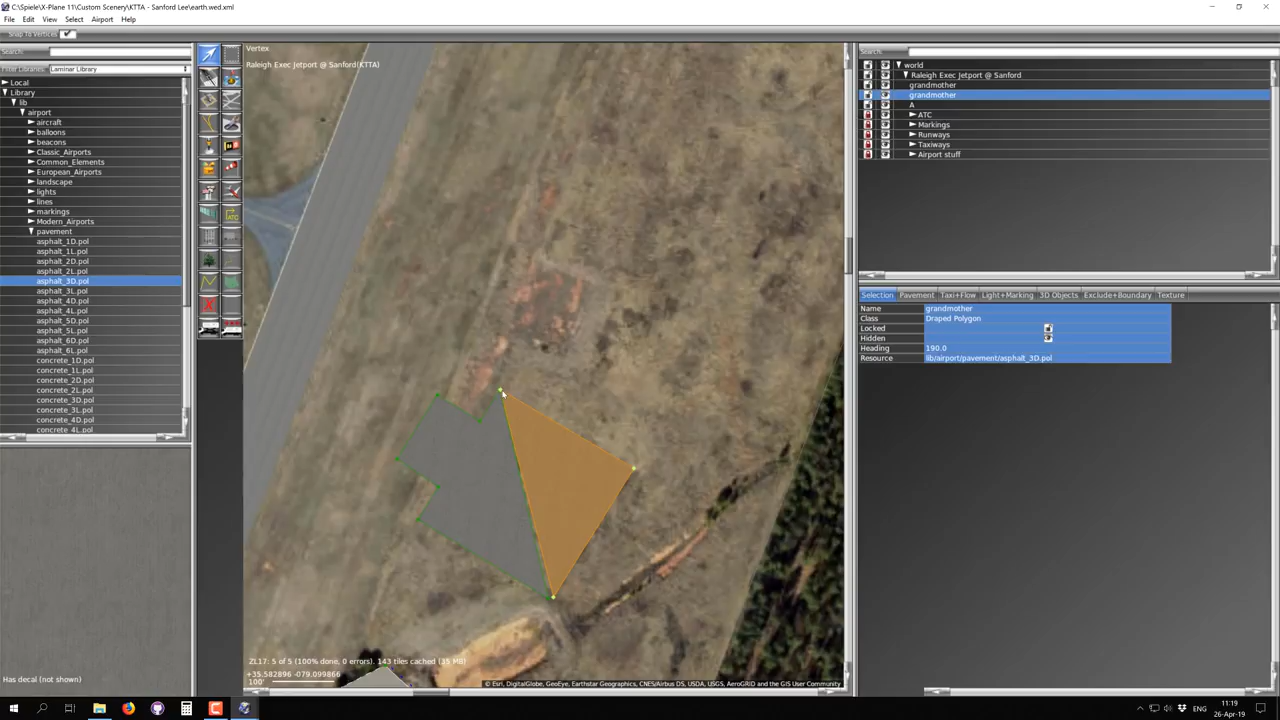 C:\Spiele\X-Plane 11\Custom Scenery\KTTA - Sanford Lee\earth.wed.xml
File Edit View Select Airport Help
Snap To Vertices
Search:
Filter Libraries: Laminar Library
Local
Library
lib
airport
aircraft
balloons
beacons
Classic_Airports
Common_Elements
European_Airports
landscape
lights
lines
markings
Modern_Airports
pavement
asphalt_1D.pol
asphalt_1L.pol
asphalt_2D.pol
asphalt_2L.pol
asphalt_3D.pol
asphalt_3L.pol
asphalt_4D.pol
asphalt_4L.pol
asphalt_5D.pol
asphalt_5L.pol
asphalt_6D.pol
asphalt_6L.pol
concrete_1D.pol
concrete_1L.pol
concrete_2D.pol
concrete_2L.pol
concrete_3D.pol
concrete_3L.pol
concrete_4D.pol
concrete_4L.pol
Has decal (not shown)
ATC
Vertex
Raleigh Exec Jetport @ Sanford(KTTA)
ZL17: 5 of 5 (100% done, 0 errors). 143 tiles cached (35 MB)
+35.582896 -079.099866
100'
© Esri, DigitalGlobe, GeoEye, Earthstar Geographics, CNES/Airbus DS, USDA, USGS, AeroGRID and the GIS User Community
Search:
world
Raleigh Exec Jetport @ Sanford
grandmother
grandmother
A
ATC
Markings
Runways
Taxiways
Airport stuff
Selection Pavement Taxi+Flow Light+Marking 3D Objects Exclude+Boundary Texture
Name grandmother
Class Draped Polygon
Locked
Hidden
Heading 190.0
Resource lib/airport/pavement/asphalt_3D.pol
ENG
11:19
26-Apr-19